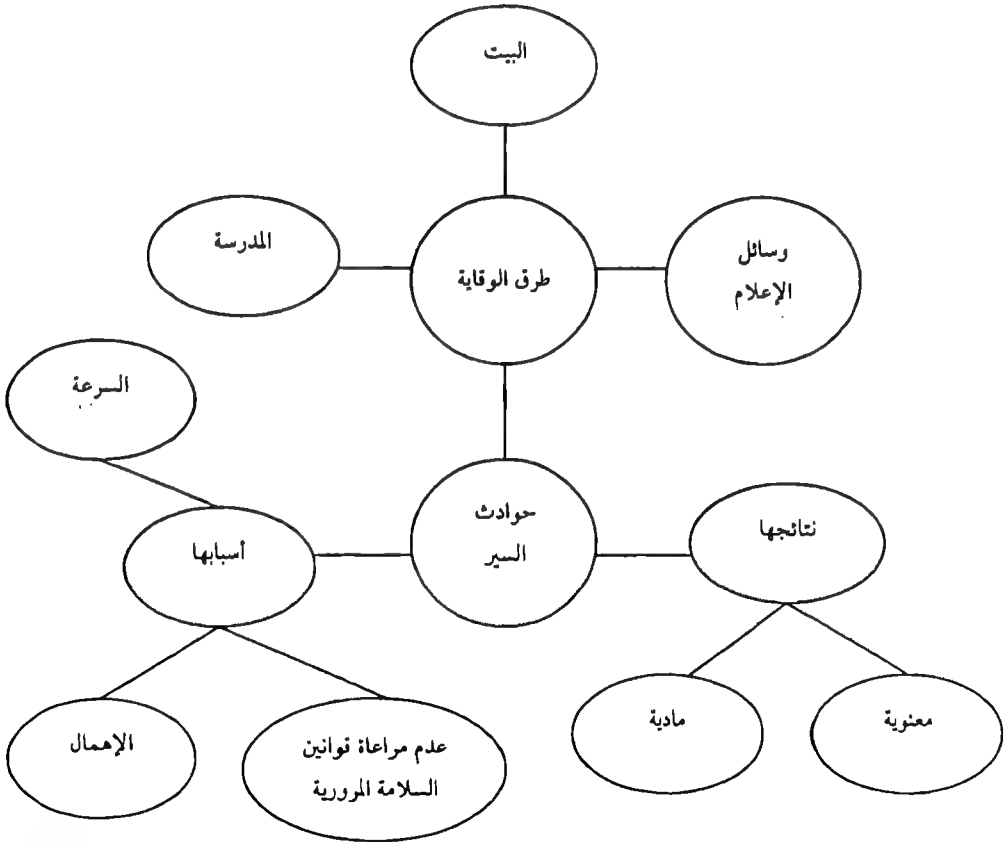 البيت
وسائل
الإعلام
طرق الوقاية
المدرسة
السرعة
حوادث
السير
نتائجها
أسبابها
معنوية
مادية
عدم مراعاة قوانين
السلامة المرورية
الإهمال